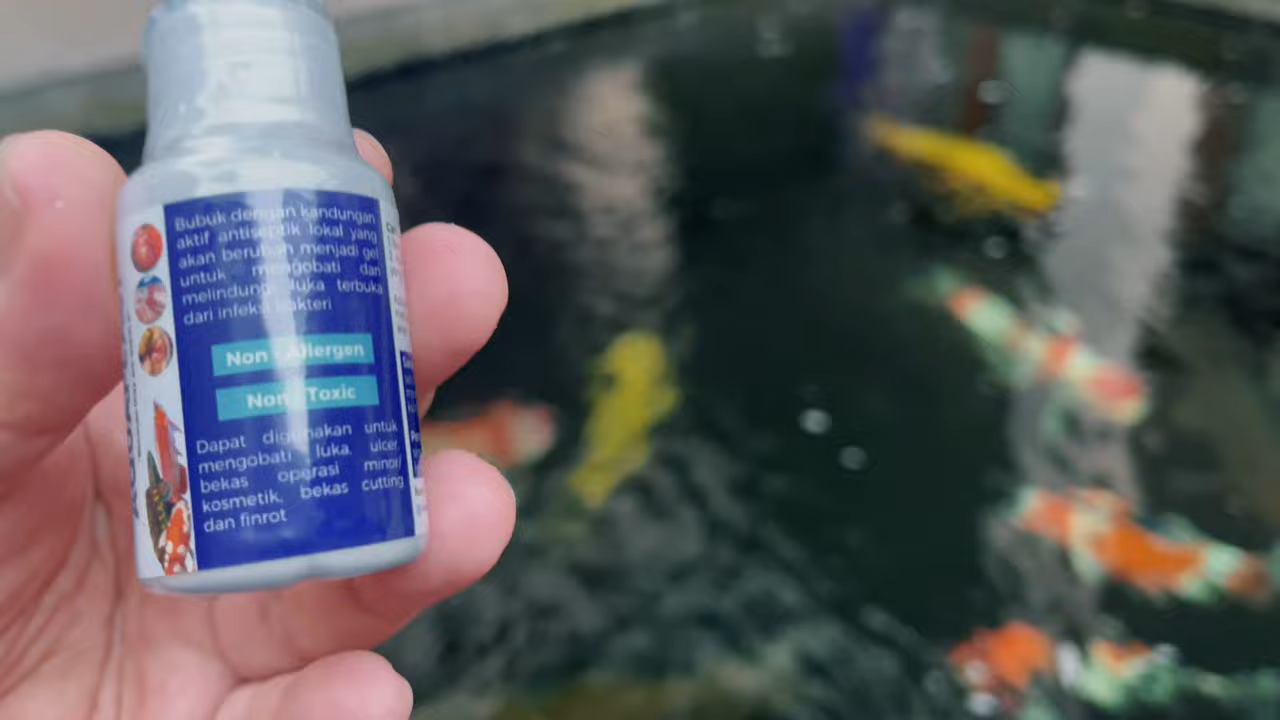 Bubuk dengan kandungan
aktif antiseptik lokal yang
akan berubah menjadi gel
untuk mengobati dan
melindungi luka terbuka
dari infeksi bakteri
Non - Allergen
Non - Toxic
Dapat digunakan untuk
mengobati luka, ulcer,
bekas operasi minor/
kosmetik, bekas cutting
dan finrot